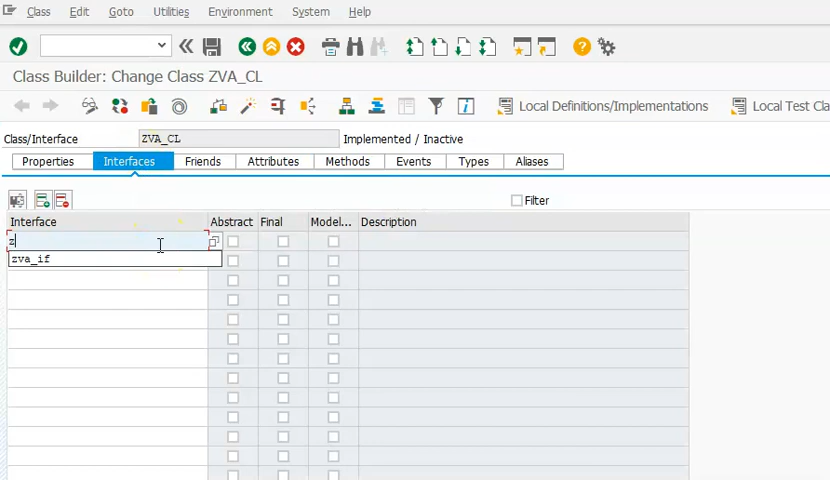 Class Edit Goto Utilities Environment System Help
Class Builder: Change Class ZVA_CL
Local Definitions/Implementations Local Test Clas
Class/Interface ZVA_CL Implemented / Inactive
Properties Interfaces Friends Attributes Methods Events Types Aliases
Filter
Interface Abstract Final Model... Description
z
zva_if